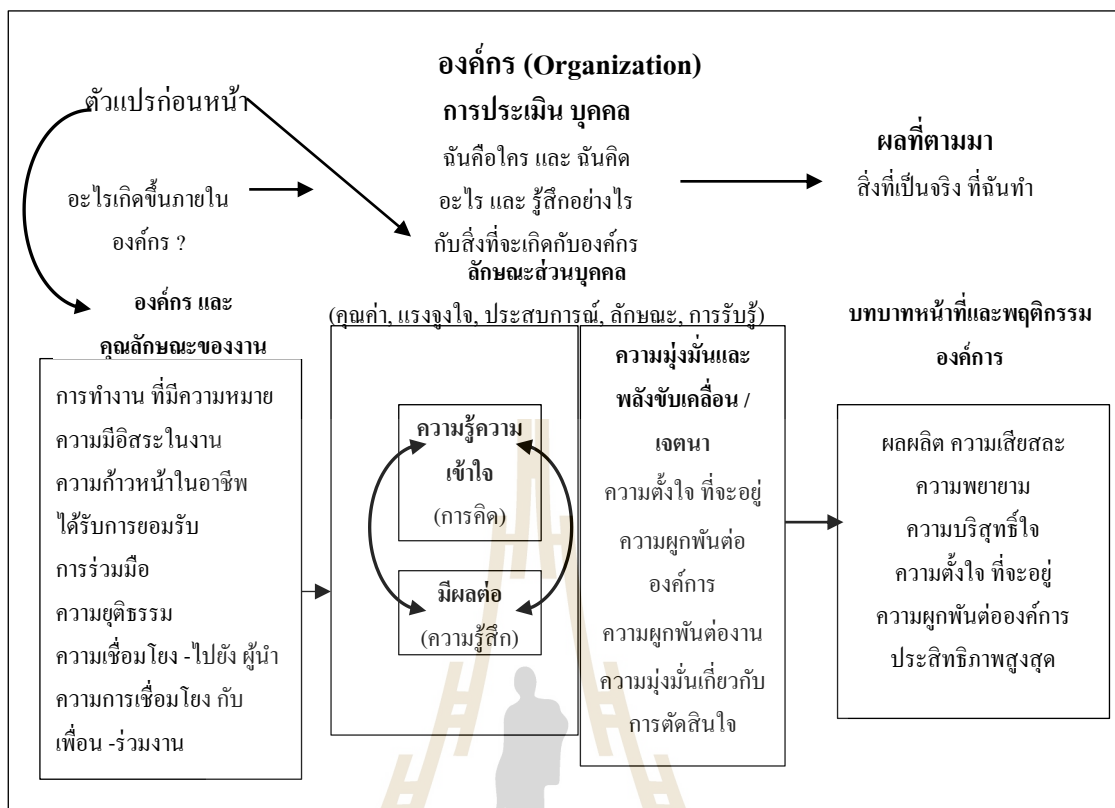 องค์กร (Organization)
ตัวแปรก่อนหน้า
การประเมิน บุคคล
ฉันคือใคร และ ฉันคิด
อะไร และ รู้สึกอย่างไร
กับสิ่งที่จะเกิดกับองค์กร
ผลที่ตามมา
สิ่งที่เป็นจริง ที่ฉันทำ
อะไรเกิดขึ้นภายใน
องค์กร ?
ลักษณะส่วนบุคคล
(คุณค่า, แรงจูงใจ, ประสบการณ์, ลักษณะ, การรับรู้)
องค์กร และ
คุณลักษณะของงาน
การทำงาน ที่มีความหมาย
ความมีอิสระในงาน
ความก้าวหน้าในอาชีพ
ได้รับการยอมรับ
การร่วมมือ
ความยุติธรรม
ความเชื่อมโยง -ไปยัง ผู้นำ
ความการเชื่อมโยง กับ
เพื่อน -ร่วมงาน
ความรู้ความ
เข้าใจ
(การคิด)
มีผลต่อ
(ความรู้สึก)
ความมุ่งมั่นและ
พลังขับเคลื่อน /
เจตนา
ความตั้งใจ ที่จะอยู่
ความผูกพันต่อ
องค์การ
ความผูกพันต่องาน
ความมุ่งมั่นเกี่ยวกับ
การตัดสินใจ
บทบาทหน้าที่และพฤติกรรม
องค์การ
ผลผลิต ความเสียสละ
ความพยายาม
ความบริสุทธิ์ใจ
ความตั้งใจ ที่จะอยู่
ความผูกพันต่อองค์การ
ประสิทธิภาพสูงสุด